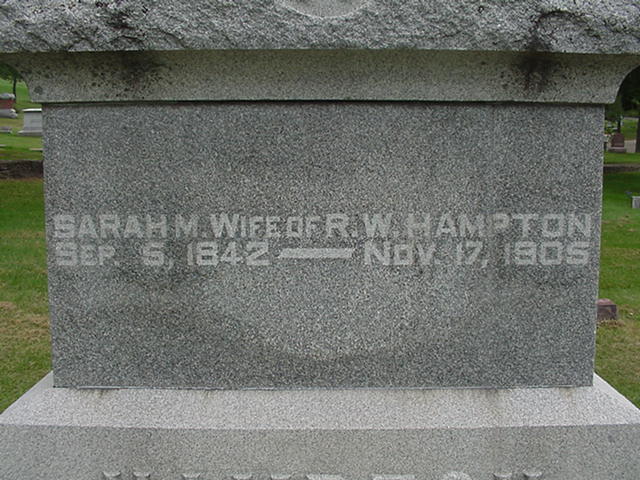 SARAH M. WIFE OF R. W. HAMPTON
SEP. 5, 1842 — NOV. 17, 1905